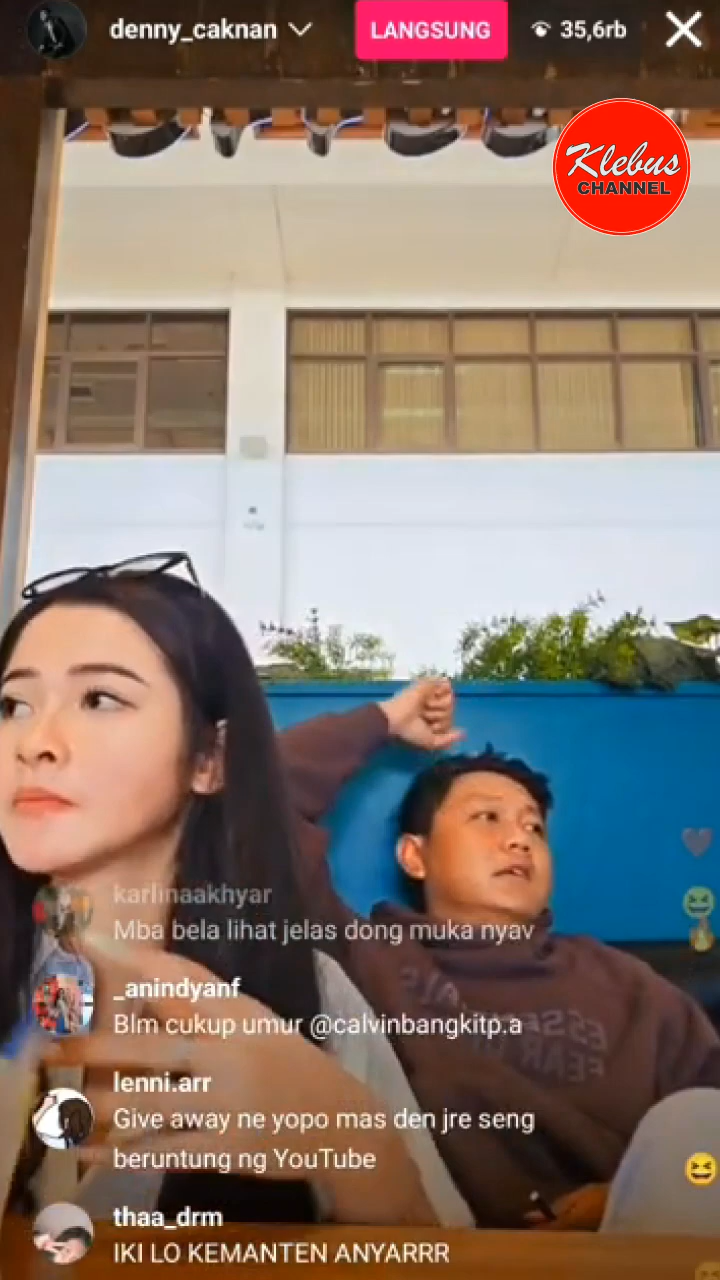 denny_caknan
LANGSUNG
35,6rb
Klebus
CHANNEL
karlinaakhyar
Mba bela lihat jelas dong muka nyav
_anindyanf
Blm cukup umur @calvinbangkitp.a
lenni.arr
Give away ne yopo mas den jre seng
beruntung ng YouTube
thaa_drm
IKI LO KEMANTEN ANYARRR